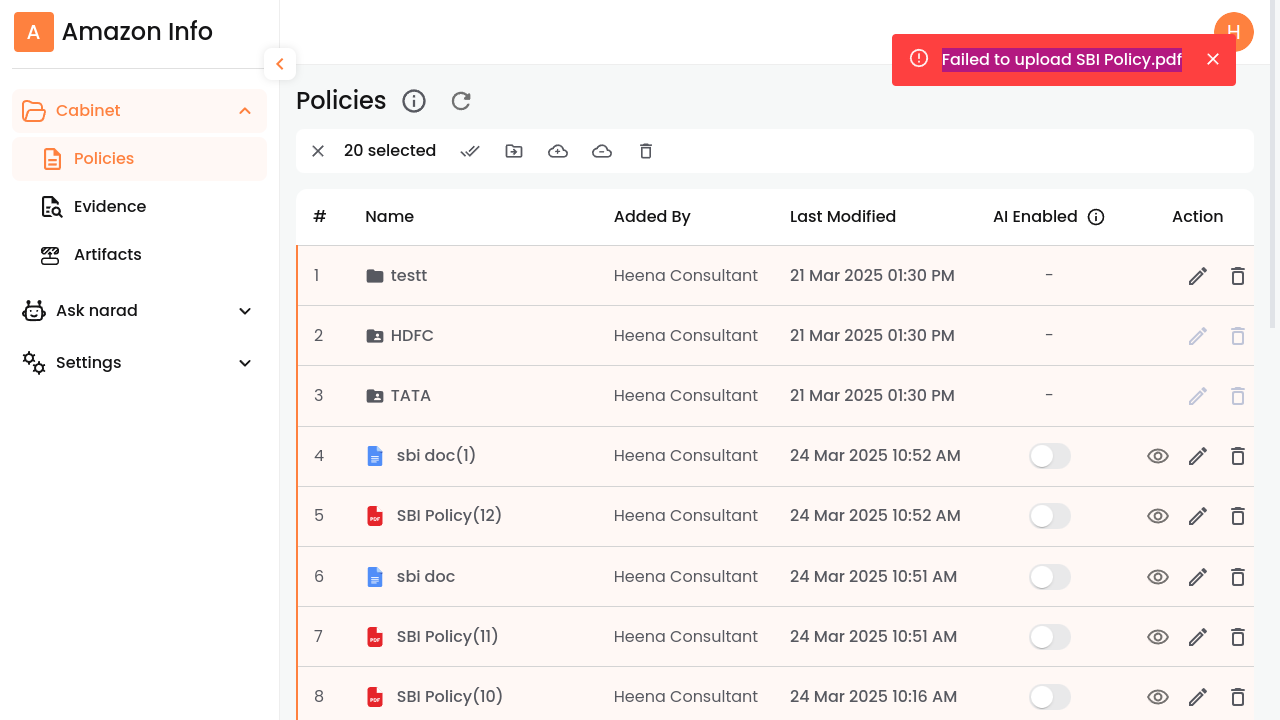 A Amazon Info
H
Failed to upload SBI Policy.pdf
Cabinet
Policies
Evidence
Artifacts
Ask narad
Settings
Policies
20 selected
# Name Added By Last Modified AI Enabled Action
1 testt Heena Consultant 21 Mar 2025 01:30 PM -
2 HDFC Heena Consultant 21 Mar 2025 01:30 PM -
3 TATA Heena Consultant 21 Mar 2025 01:30 PM -
4 sbi doc(1) Heena Consultant 24 Mar 2025 10:52 AM
5 PDF SBI Policy(12) Heena Consultant 24 Mar 2025 10:52 AM
6 sbi doc Heena Consultant 24 Mar 2025 10:51 AM
7 PDF SBI Policy(11) Heena Consultant 24 Mar 2025 10:51 AM
8 PDF SBI Policy(10) Heena Consultant 24 Mar 2025 10:16 AM